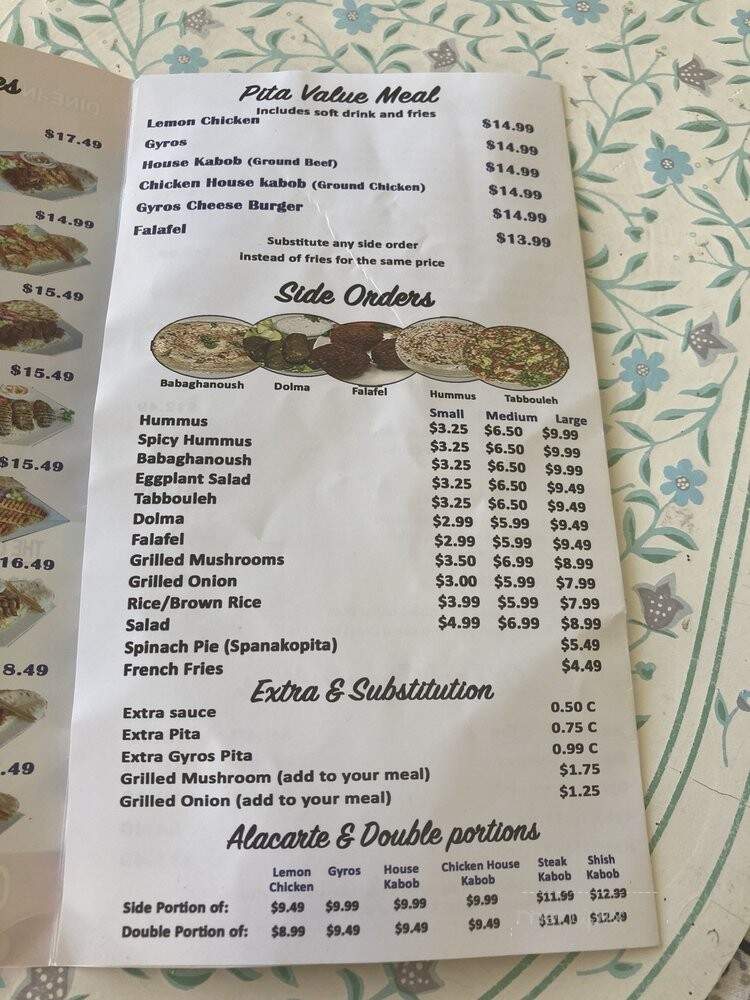 es
$17.49
$14.99
$15.49
$15.49
$15.49
16.49
8.49
.49
Pita Value Meal
Includes soft drink and fries
Lemon Chicken $14.99
Gyros $14.99
House Kabob (Ground Beef) $14.99
Chicken House kabob (Ground Chicken) $14.99
Gyros Cheese Burger $14.99
Falafel $13.99
Substitute any side order
instead of fries for the same price
Side Orders
Babaghanoush Dolma Falafel Hummus Tabbouleh
Small Medium Large
Hummus $3.25 $6.50 $9.99
Spicy Hummus $3.25 $6.50 $9.99
Babaghanoush $3.25 $6.50 $9.99
Eggplant Salad $3.25 $6.50 $9.49
Tabbouleh $3.25 $6.50 $9.49
Dolma $2.99 $5.99 $9.49
Falafel $2.99 $5.99 $9.49
Grilled Mushrooms $3.50 $6.99 $8.99
Grilled Onion $3.00 $5.99 $7.99
Rice/Brown Rice $3.99 $5.99 $7.99
Salad $4.99 $6.99 $8.99
Spinach Pie (Spanakopita) $5.49
French Fries $4.49
Extra & Substitution
Extra sauce 0.50 C
Extra Pita 0.75 C
Extra Gyros Pita 0.99 C
Grilled Mushroom (add to your meal) $1.75
Grilled Onion (add to your meal) $1.25
Alacarte & Double portions
Lemon Chicken Gyros House Kabob Chicken House Kabob Steak Kabob Shish Kabob
Side Portion of: $9.49 $9.99 $9.99 $9.99 $11.99 $12.99
Double Portion of: $8.99 $9.49 $9.49 $9.49 $11.49 $12.49